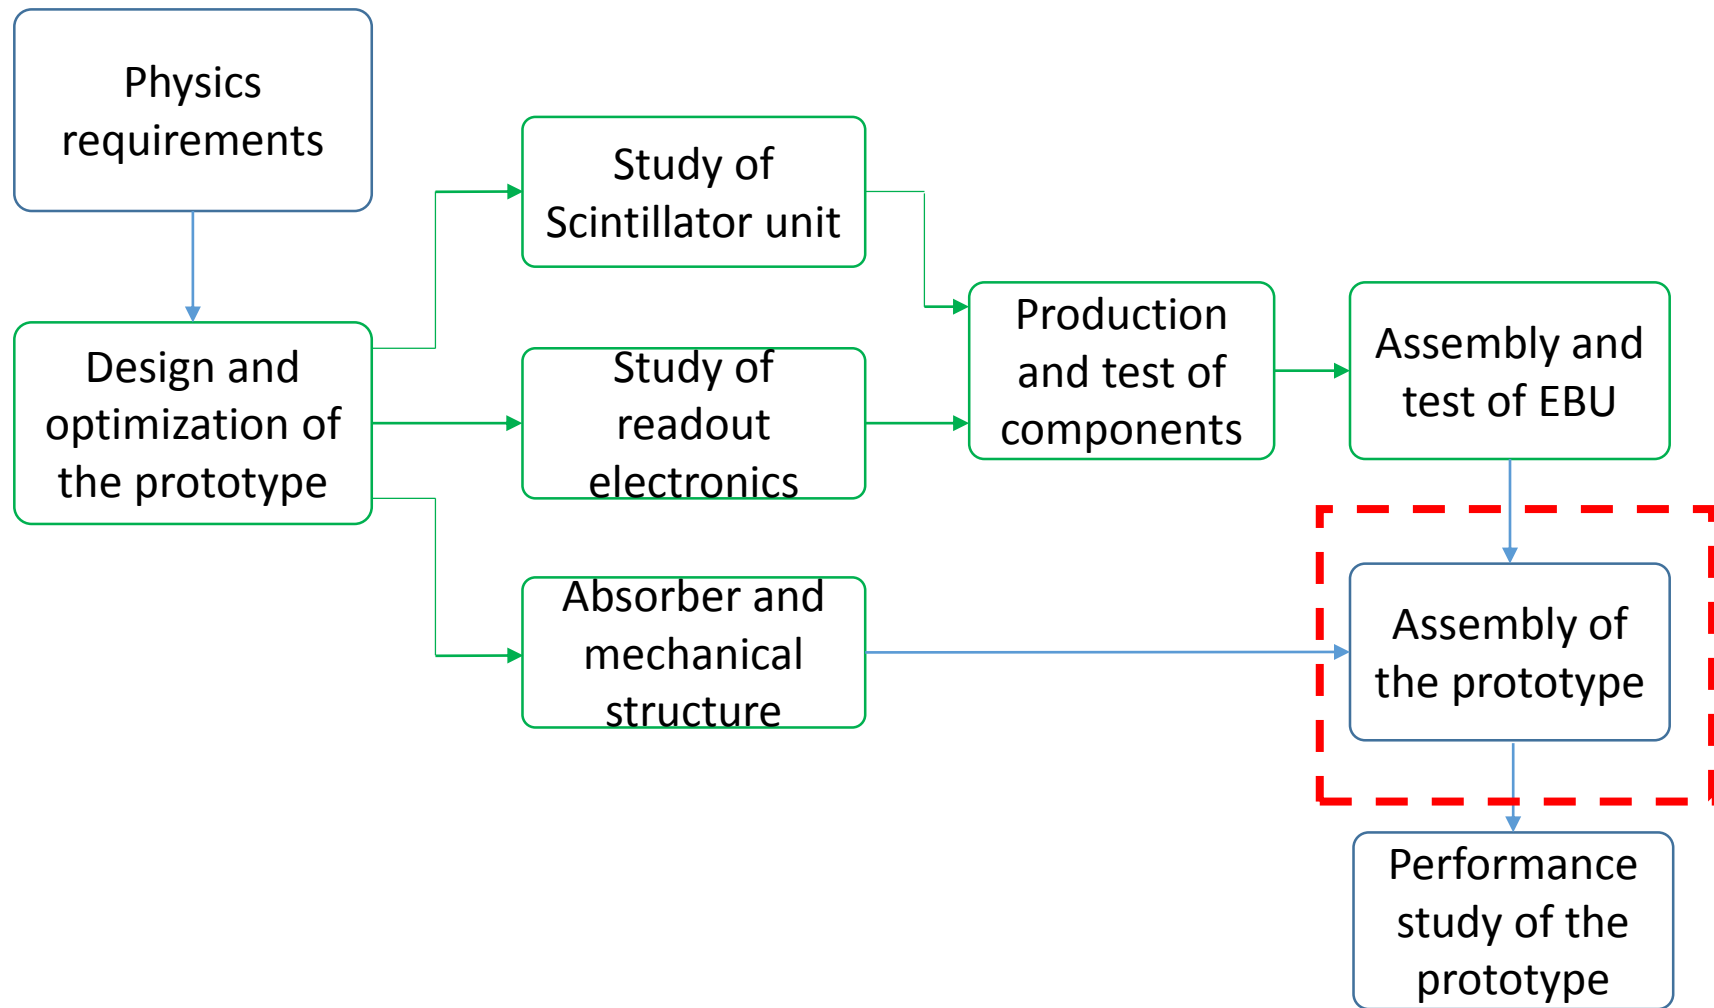 Physics
requirements
Study of
Scintillator unit
Design and
optimization of
the prototype
Study of
readout
electronics
Production
and test of
components
Assembly and
test of EBU
Absorber and
mechanical
structure
Assembly of
the prototype
Performance
study of the
prototype